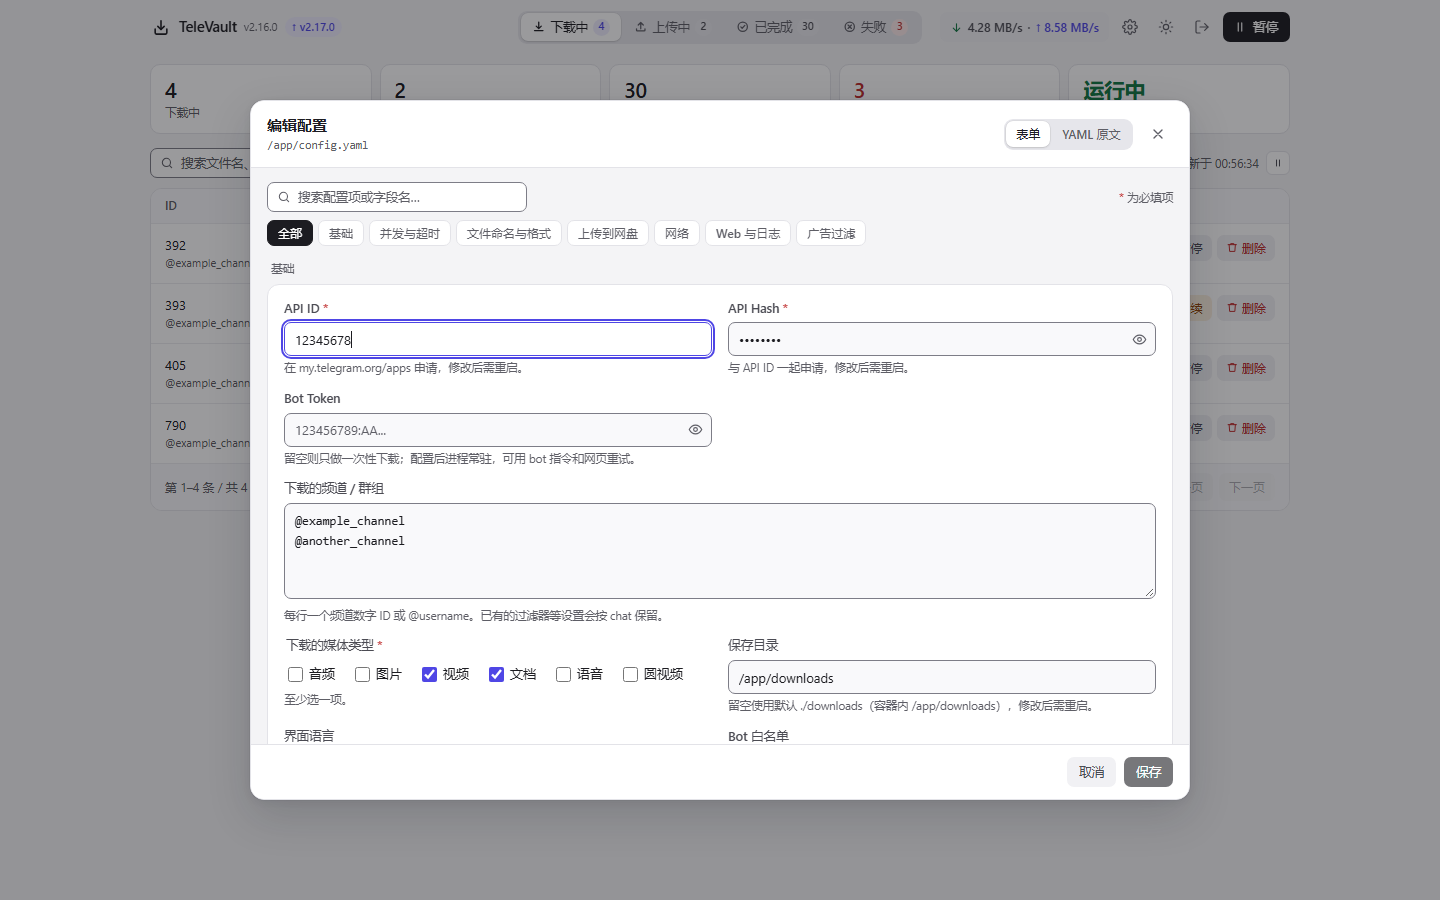 TeleVault v2.16.0 ↑ v2.17.0
下载中 4
上传中 2
已完成 30
失败 3
↓ 4.28 MB/s · ↑ 8.58 MB/s
暂停
4
下载中
2
30
3
运行中
搜索文件名、
新于 00:56:34
ID
392
@example_chann
停 删除
393
@example_chann
续 删除
405
@example_chann
停 删除
790
@example_chann
停 删除
第 1–4 条 / 共 4
页 下一页
编辑配置
/app/config.yaml
表单 YAML 原文
搜索配置项或字段名...
* 为必填项
全部 基础 并发与超时 文件命名与格式 上传到网盘 网络 Web 与日志 广告过滤
基础
API ID *
12345678
在 my.telegram.org/apps 申请，修改后需重启。
API Hash *
••••••••
与 API ID 一起申请，修改后需重启。
Bot Token
123456789:AA...
留空则只做一次性下载；配置后进程常驻，可用 bot 指令和网页重试。
下载的频道 / 群组
@example_channel
@another_channel
每行一个频道数字 ID 或 @username。已有的过滤器等设置会按 chat 保留。
下载的媒体类型 *
音频 图片 视频 文档 语音 圆视频
至少选一项。
保存目录
/app/downloads
留空使用默认 ./downloads（容器内 /app/downloads），修改后需重启。
界面语言
Bot 白名单
取消 保存